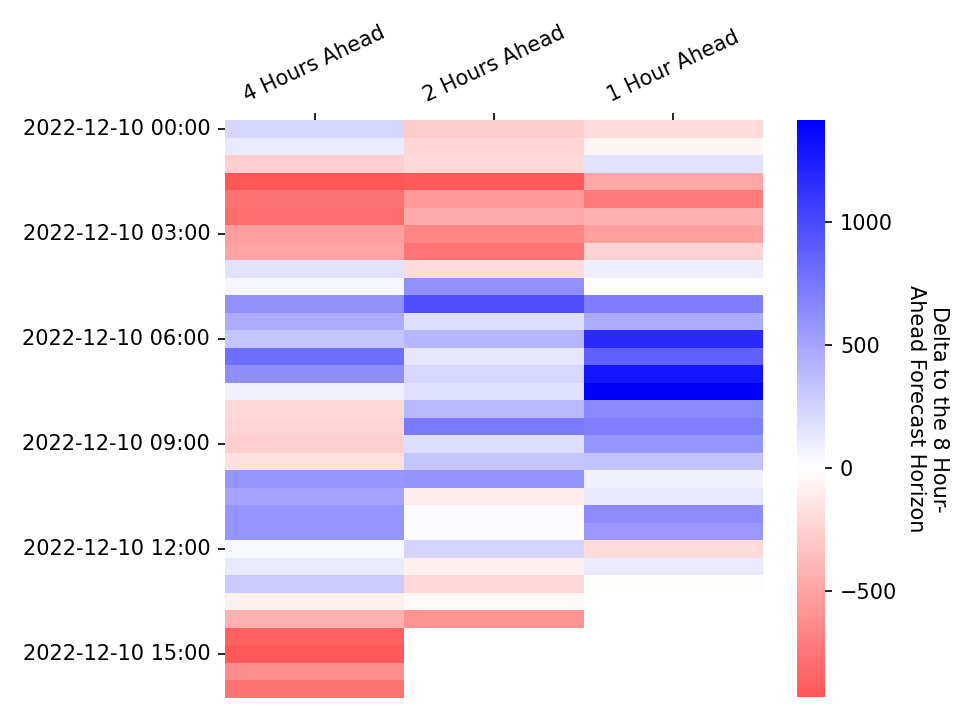 4 Hours Ahead
2 Hours Ahead
1 Hour Ahead
2022-12-10 00:00
2022-12-10 03:00
2022-12-10 06:00
2022-12-10 09:00
2022-12-10 12:00
2022-12-10 15:00
1000
500
0
−500
Delta to the 8 Hour-
Ahead Forecast Horizon